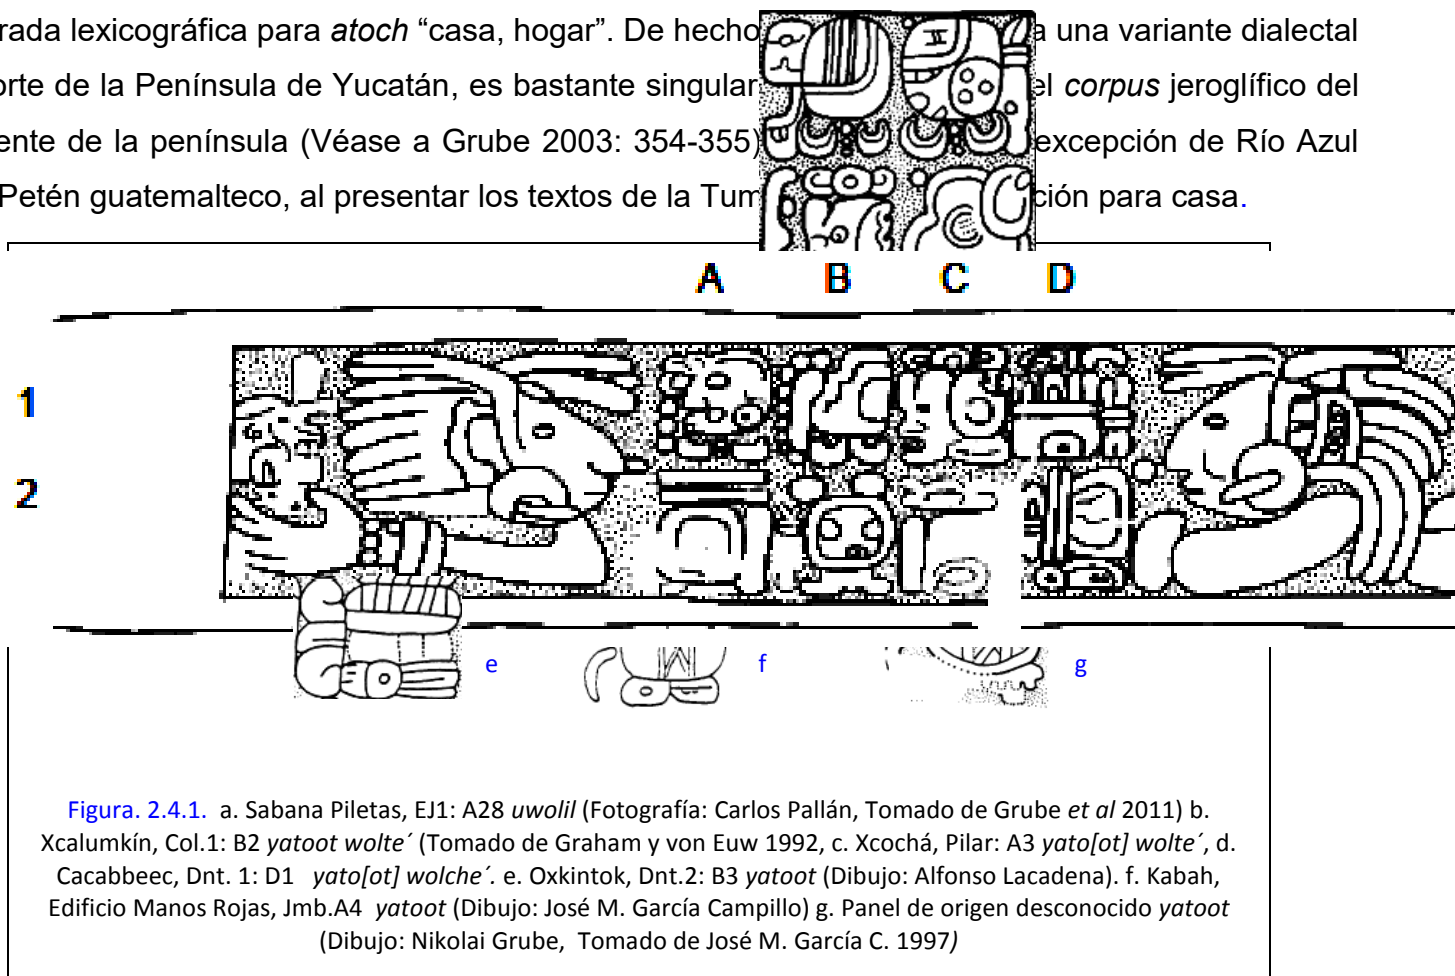 rada lexicográfica para atoch “casa, hogar”. De hecho a una variante dialectal
orte de la Península de Yucatán, es bastante singular el corpus jeroglífico del
ente de la península (Véase a Grube 2003: 354-355) excepción de Río Azul
Petén guatemalteco, al presentar los textos de la Tum ción para casa.
A B C D
1
2
e f g
Figura. 2.4.1. a. Sabana Piletas, EJ1: A28 uwolil (Fotografía: Carlos Pallán, Tomado de Grube et al 2011) b.
Xcalumkín, Col.1: B2 yatoot wolte´ (Tomado de Graham y von Euw 1992, c. Xcochá, Pilar: A3 yato[ot] wolte´, d.
Cacabbeec, Dnt. 1: D1 yato[ot] wolche´. e. Oxkintok, Dnt.2: B3 yatoot (Dibujo: Alfonso Lacadena). f. Kabah,
Edificio Manos Rojas, Jmb.A4 yatoot (Dibujo: José M. García Campillo) g. Panel de origen desconocido yatoot
(Dibujo: Nikolai Grube, Tomado de José M. García C. 1997)